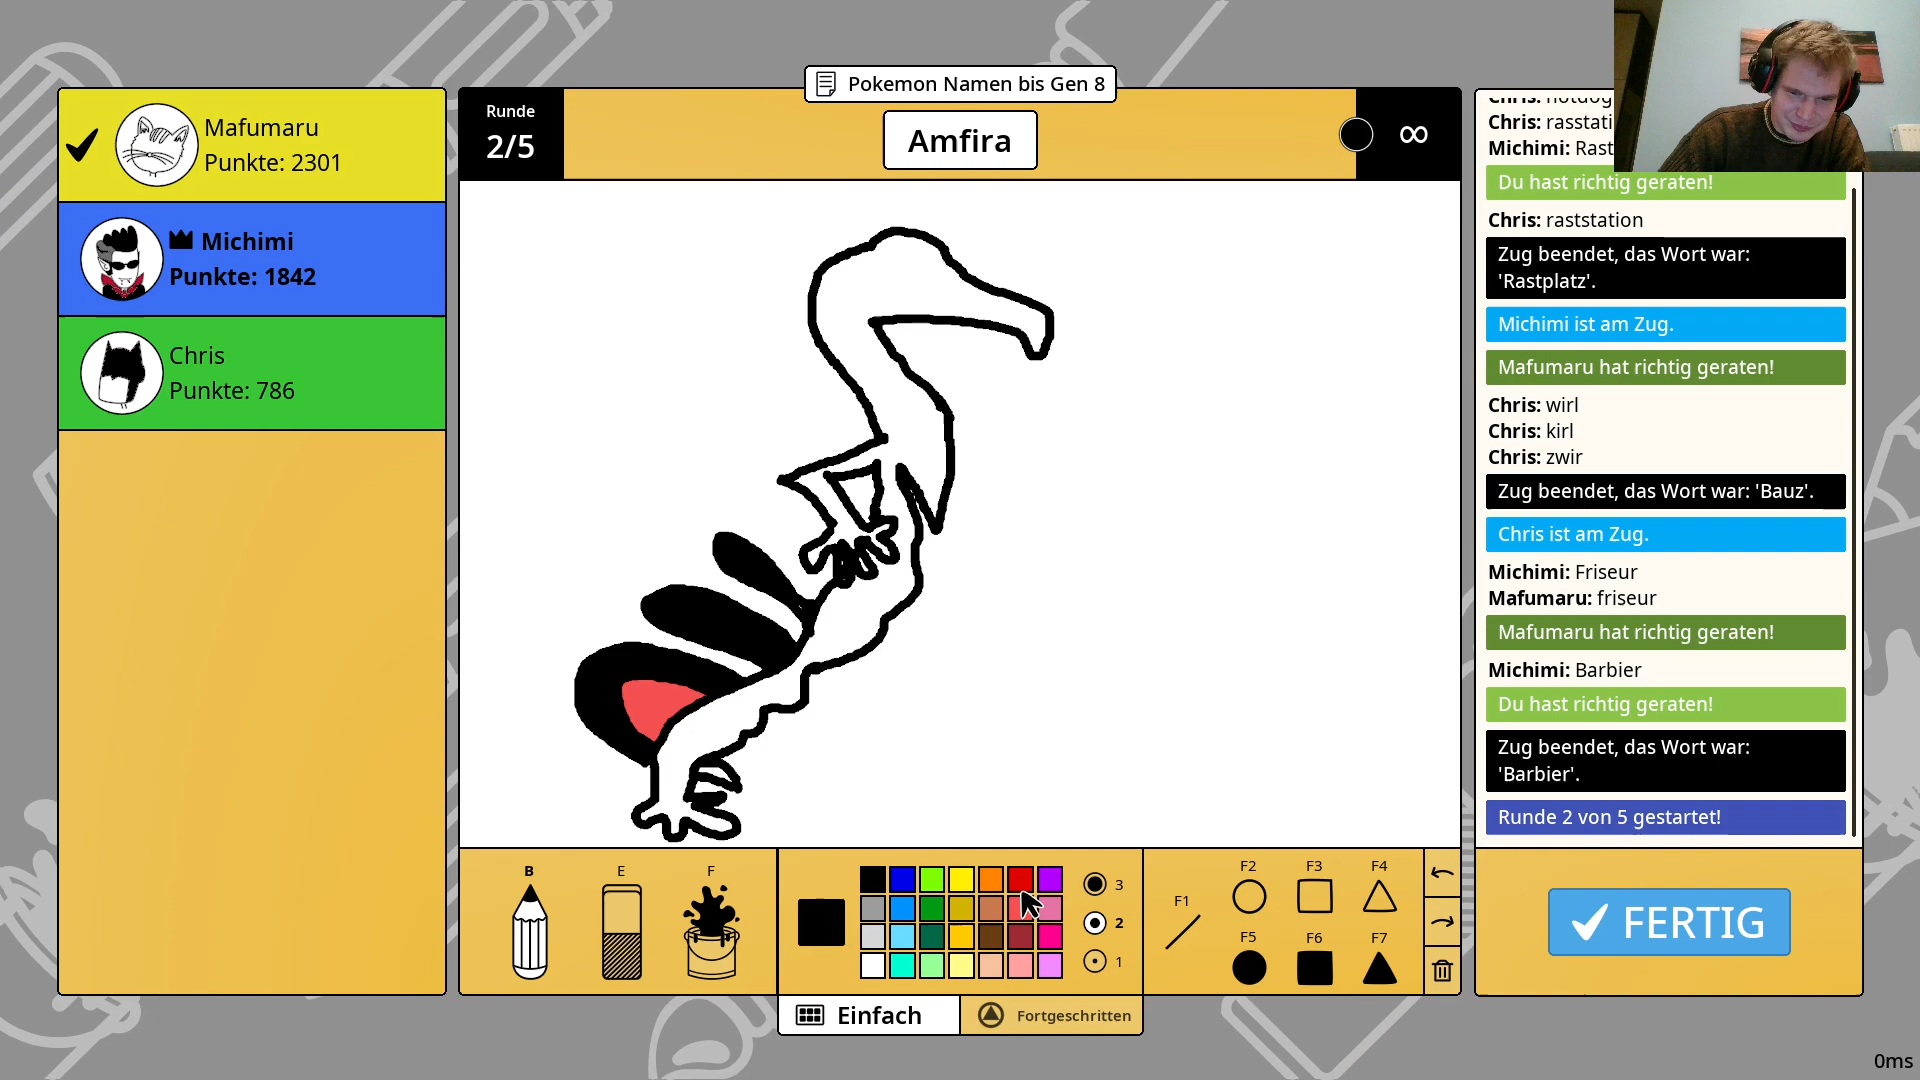 Pokemon Namen bis Gen 8
Mafumaru
Punkte: 2301
Michimi
Punkte: 1842
Chris
Punkte: 786
Runde
2/5
Amfira
∞
Chris: hotdog
Chris: rasstati
Michimi: Rast
Du hast richtig geraten!
Chris: raststation
Zug beendet, das Wort war:
'Rastplatz'.
Michimi ist am Zug.
Mafumaru hat richtig geraten!
Chris: wirl
Chris: kirl
Chris: zwir
Zug beendet, das Wort war: 'Bauz'.
Chris ist am Zug.
Michimi: Friseur
Mafumaru: friseur
Mafumaru hat richtig geraten!
Michimi: Barbier
Du hast richtig geraten!
Zug beendet, das Wort war:
'Barbier'.
Runde 2 von 5 gestartet!
B
E
F
3
2
1
F1
F2
F3
F4
F5
F6
F7
FERTIG
Einfach
Fortgeschritten
0ms